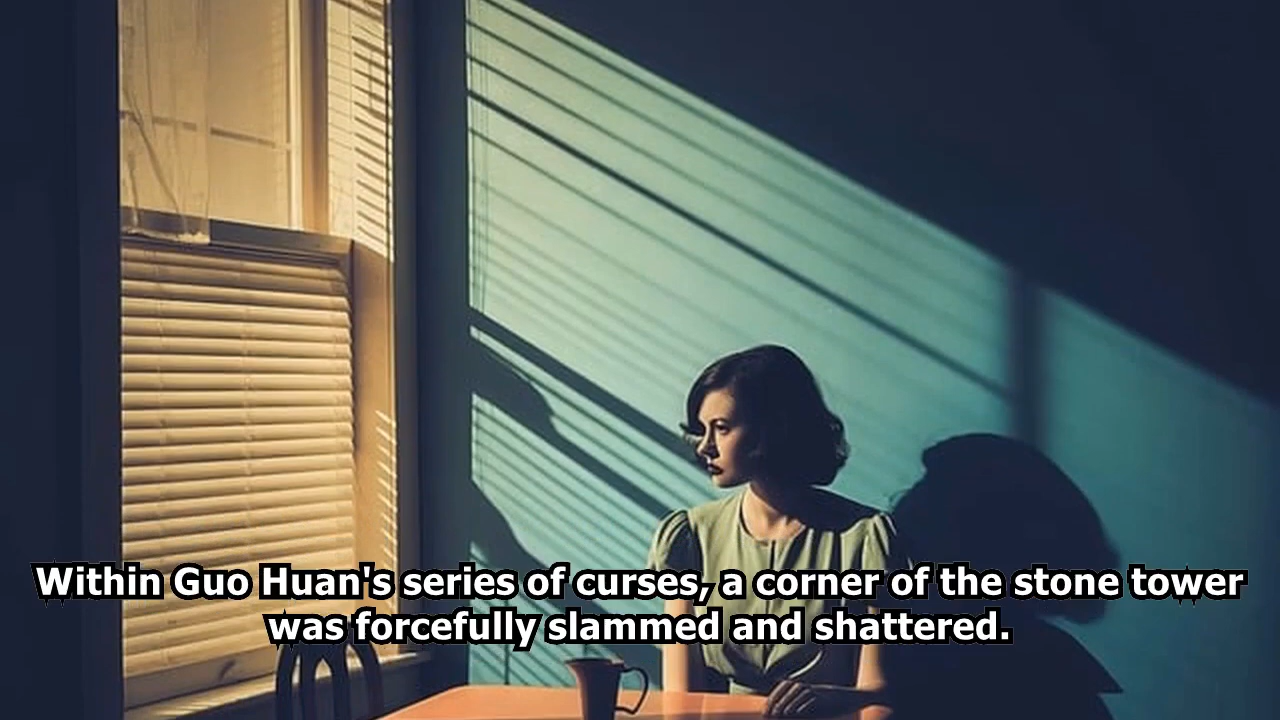 Within Guo Huan's series of curses, a corner of the stone tower
was forcefully slammed and shattered.